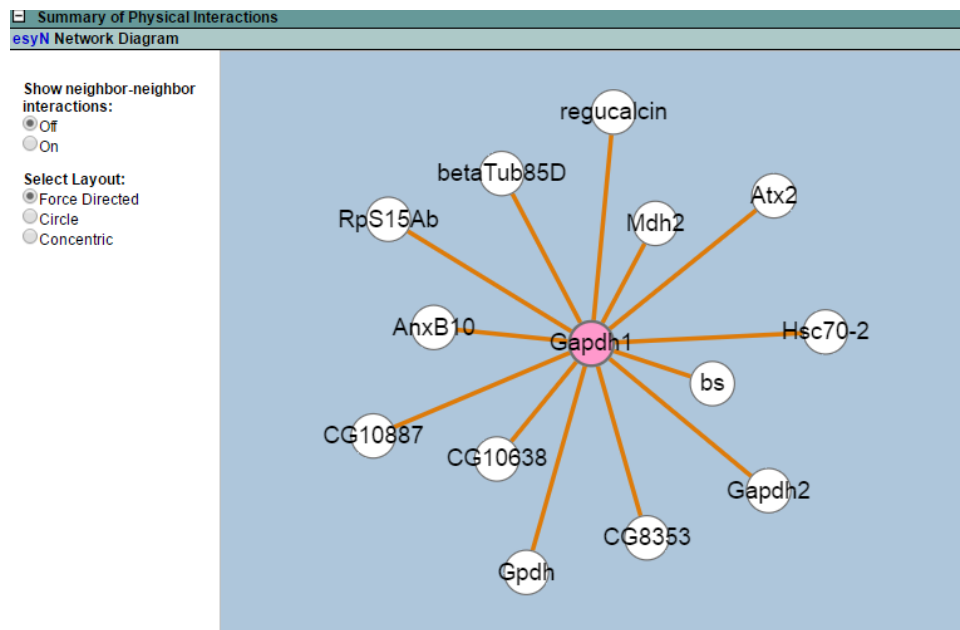 Summary of Physical Interactions
esyN Network Diagram
Show neighbor-neighbor
interactions:
Off
On
Select Layout:
Force Directed
Circle
Concentric
regucalcin
betaTub85D
Atx2
RpS15Ab
Mdh2
AnxB10
Hsc70-2
Gapdh1
bs
CG10887
CG10638
Gapdh2
CG8353
Gpdh